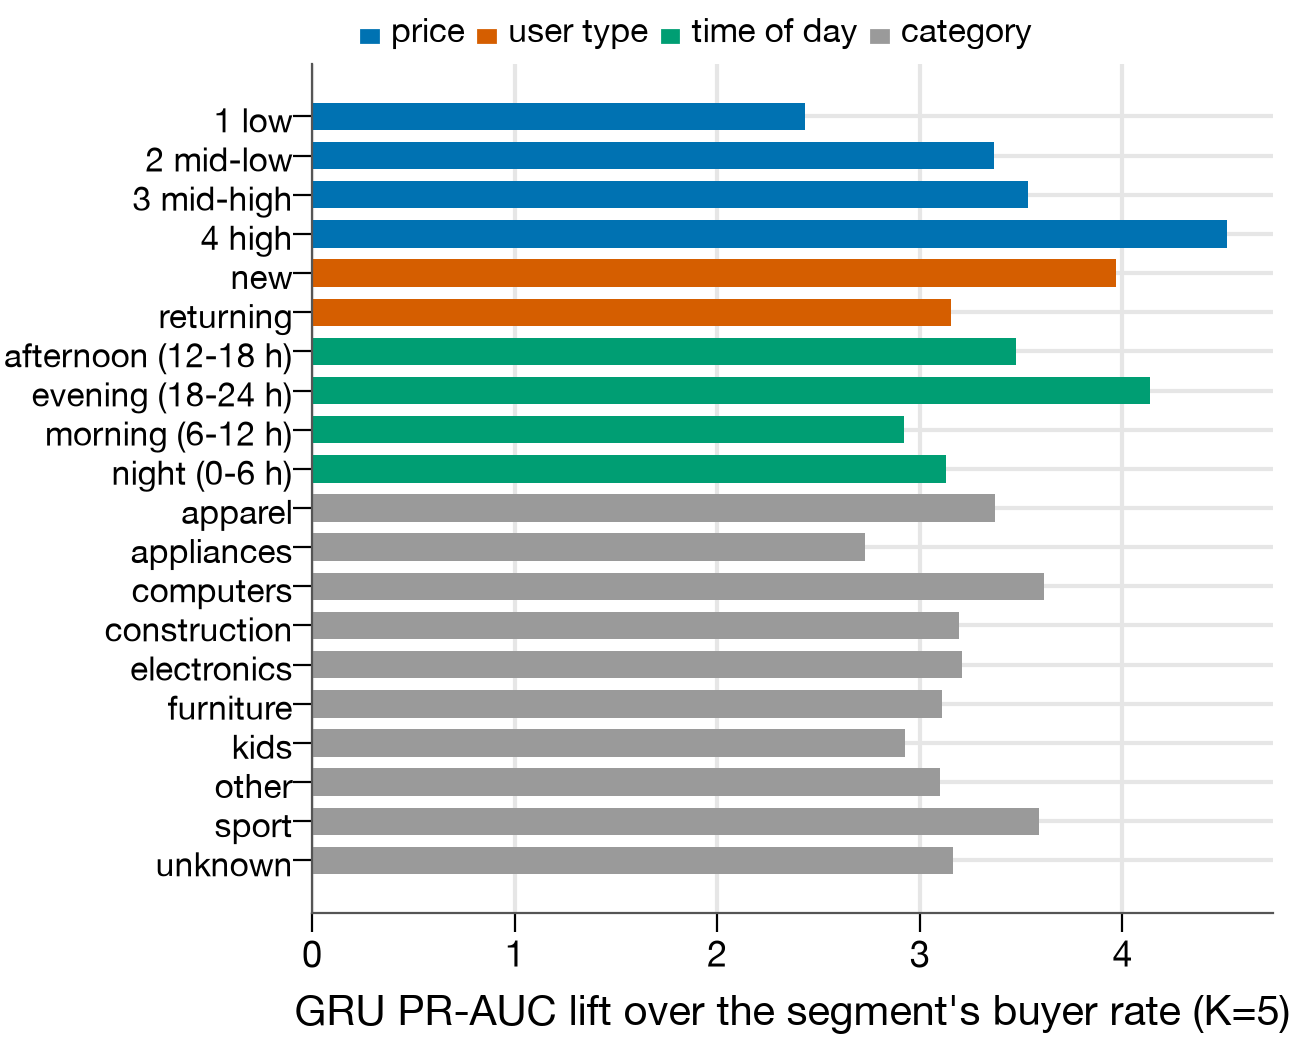 price user type time of day category
1 low
2 mid-low
3 mid-high
4 high
new
returning
afternoon (12-18 h)
evening (18-24 h)
morning (6-12 h)
night (0-6 h)
apparel
appliances
computers
construction
electronics
furniture
kids
other
sport
unknown
0 1 2 3 4
GRU PR-AUC lift over the segment's buyer rate (K=5)